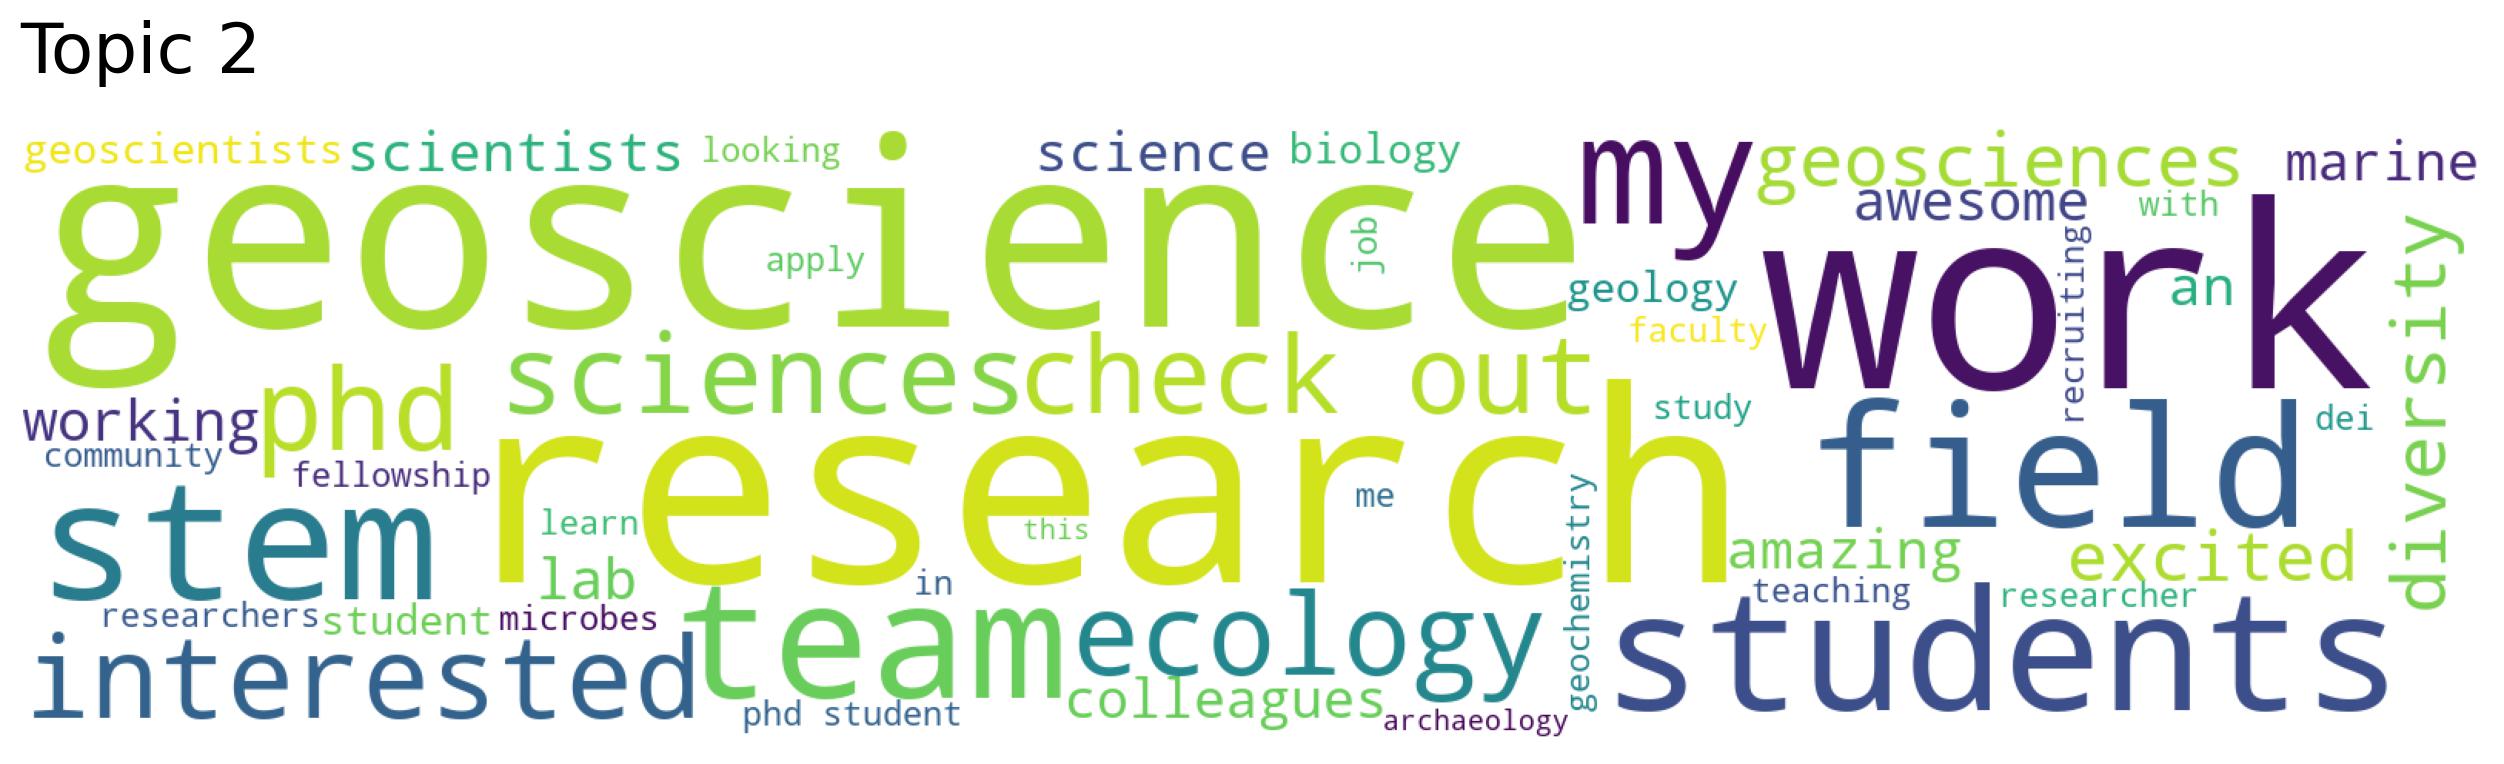 Topic 2
geoscientists
scientists
looking
science
biology
my
geosciences
marine
awesome
with
geoscience
apply
job
geology
faculty
work
recruiting
an
diversity
sciences
check out
phd
working
community
fellowship
study
field
dei
stem
research
learn
this
me
geochemistry
lab
in
amazing
excited
teaching
researcher
researchers
student
microbes
interested
team
ecology
students
phd student
colleagues
archaeology